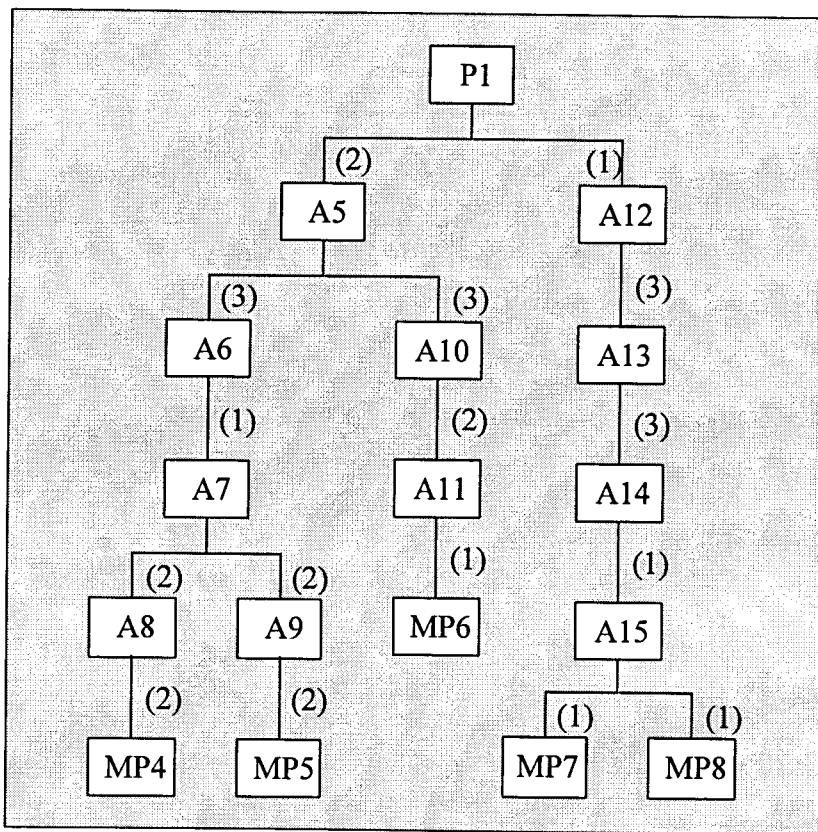 P1
(2) (1)
A5 A12
(3) (3) (3)
A6 A10 A13
(1) (2) (3)
A7 A11 A14
(2) (2) (1) (1)
A8 A9 MP6 A15
(2) (2) (1) (1)
MP4 MP5 MP7 MP8